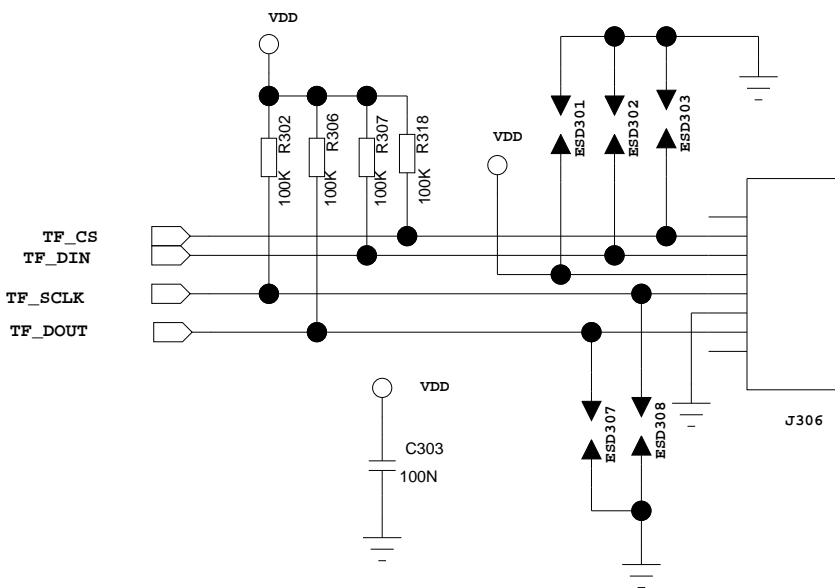 VDD
R302
100K
R306
100K
R307
100K
R318
100K
VDD
ESD301
ESD302
ESD303
TF_CS
TF_DIN
TF_SCLK
TF_DOUT
VDD
C303
100N
ESD307
ESD308
J306